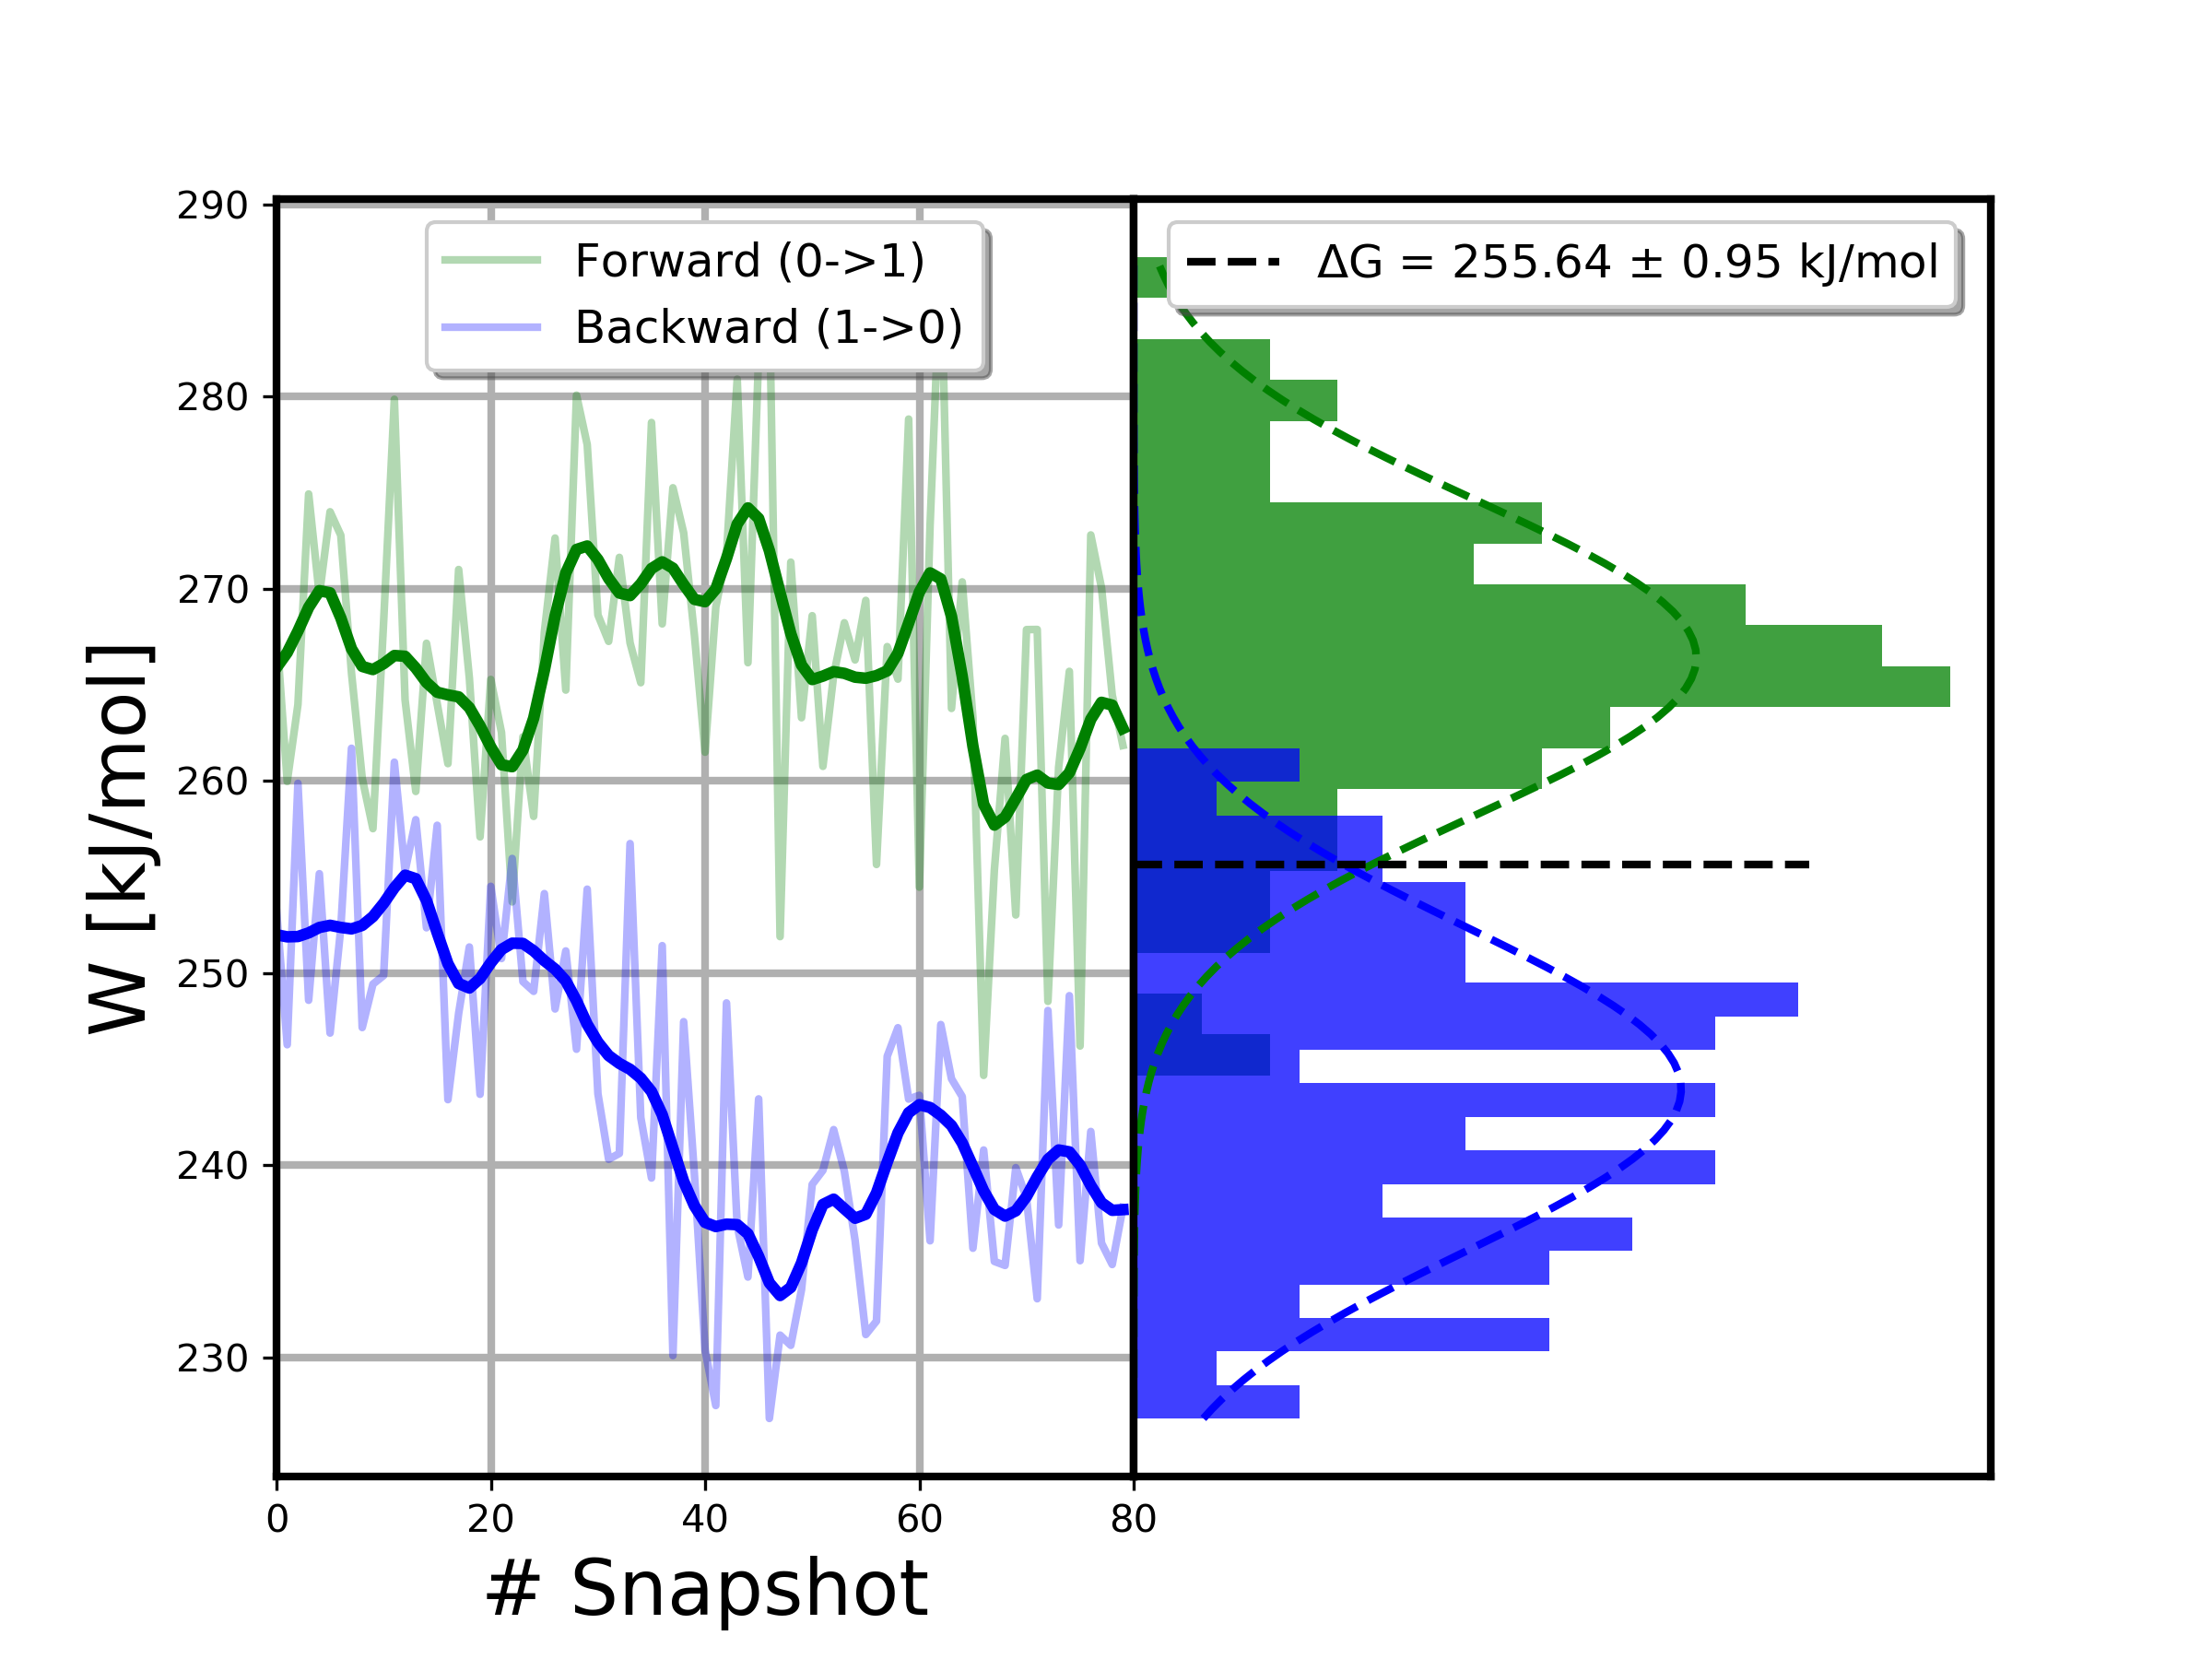 290
280
270
260
250
240
230
W [kJ/mol]
Forward (0->1)
Backward (1->0)
ΔG = 255.64 ± 0.95 kJ/mol
0 20 40 60 80
# Snapshot